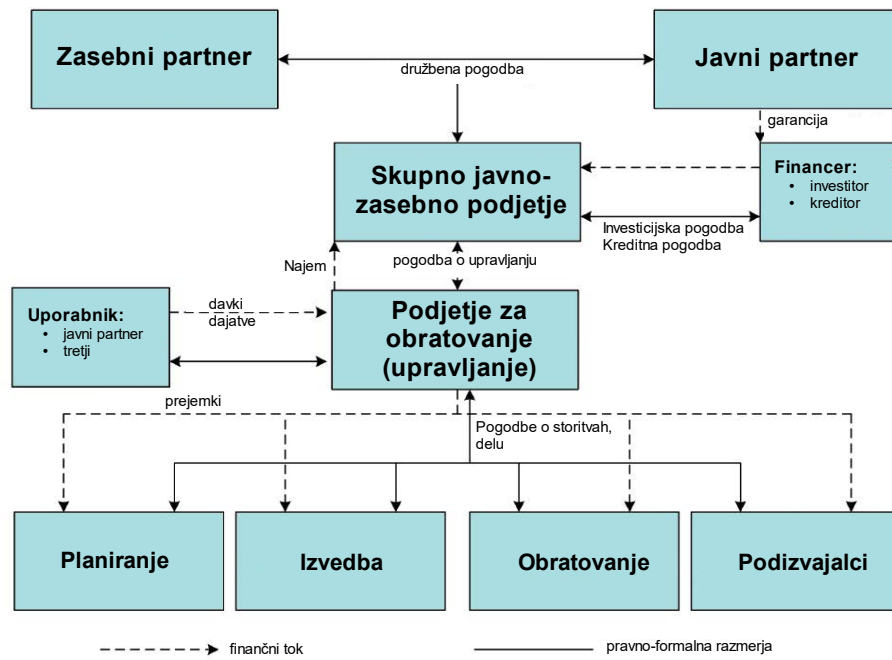 Zasebni partner
družbena pogodba
Javni partner
garancija
Skupno javno-
zasebno podjetje
Financer:
• investitor
• kreditor
Investicijska pogodba
Kreditna pogodba
Najem
pogodba o upravljanju
Uporabnik:
• javni partner
• tretji
davki
dajatve
Podjetje za
obratovanje
(upravljanje)
prejemki
Pogodbe o storitvah,
delu
Planiranje
Izvedba
Obratovanje
Podizvajalci
finančni tok
pravno-formalna razmerja